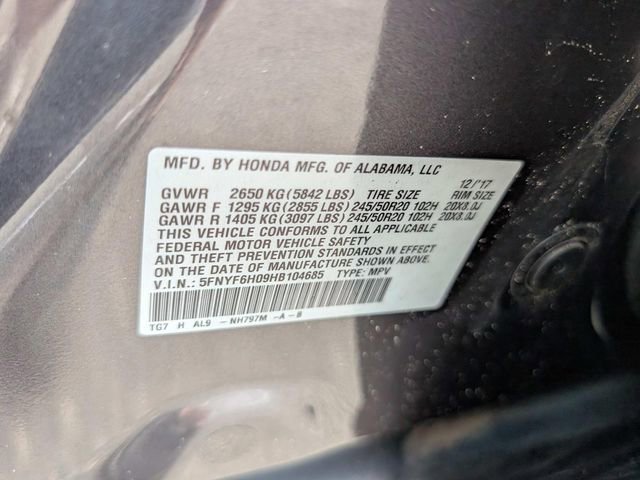 MFD. BY HONDA MFG. OF ALABAMA, LLC
12/'17
GVWR 2650 KG (5842 LBS) TIRE SIZE RIM SIZE
GAWR F 1295 KG (2855 LBS) 245/50R20 102H 20X8.0J
GAWR R 1405 KG (3097 LBS) 245/50R20 102H 20X8.0J
THIS VEHICLE CONFORMS TO ALL APPLICABLE
FEDERAL MOTOR VEHICLE SAFETY
AND THEFT PREVENTION STANDARDS IN EFFECT
ON THE DATE OF MANUFACTURE SHOWN ABOVE.
V.I.N.: 5FNYF6H09HB104685 TYPE: MPV
TG7 H AL9 - NH797M -A -B